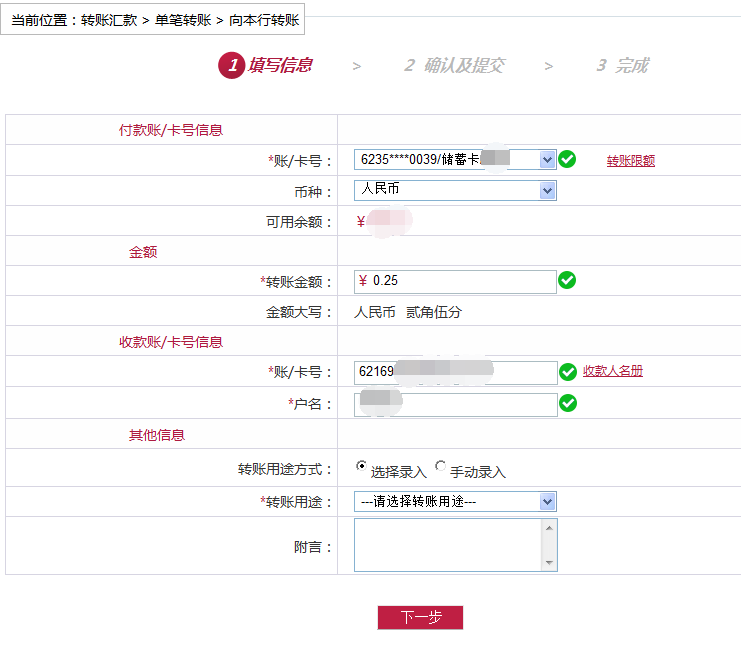 当前位置：转账汇款 > 单笔转账 > 向本行转账
1 填写信息 > 2 确认及提交 > 3 完成
付款账/卡号信息
*账/卡号： 6235****0039/储蓄卡 转账限额
币种： 人民币
可用余额： ¥
金额
*转账金额： ¥ 0.25
金额大写： 人民币 贰角伍分
收款账/卡号信息
*账/卡号： 62169 收款人名册
*户名：
其他信息
转账用途方式： 选择录入 手动录入
*转账用途： ---请选择转账用途---
附言：
下一步